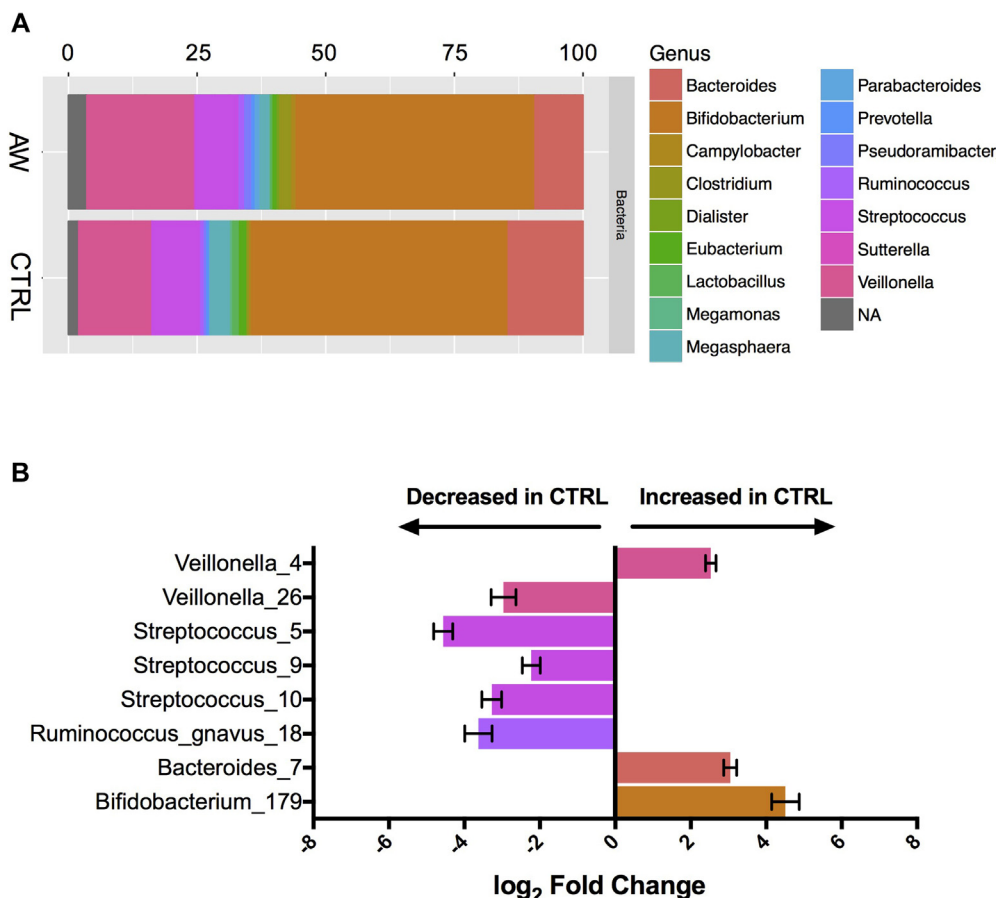 A
0 25 50 75 100
AW
CTRL
Bacteria
Genus
Bacteroides
Bifidobacterium
Campylobacter
Clostridium
Dialister
Eubacterium
Lactobacillus
Megamonas
Megasphaera
Parabacteroides
Prevotella
Pseudoramibacter
Ruminococcus
Streptococcus
Sutterella
Veillonella
NA
B
Decreased in CTRL Increased in CTRL
Veillonella_4
Veillonella_26
Streptococcus_5
Streptococcus_9
Streptococcus_10
Ruminococcus_gnavus_18
Bacteroides_7
Bifidobacterium_179
-8 -6 -4 -2 0 2 4 6 8
log₂ Fold Change